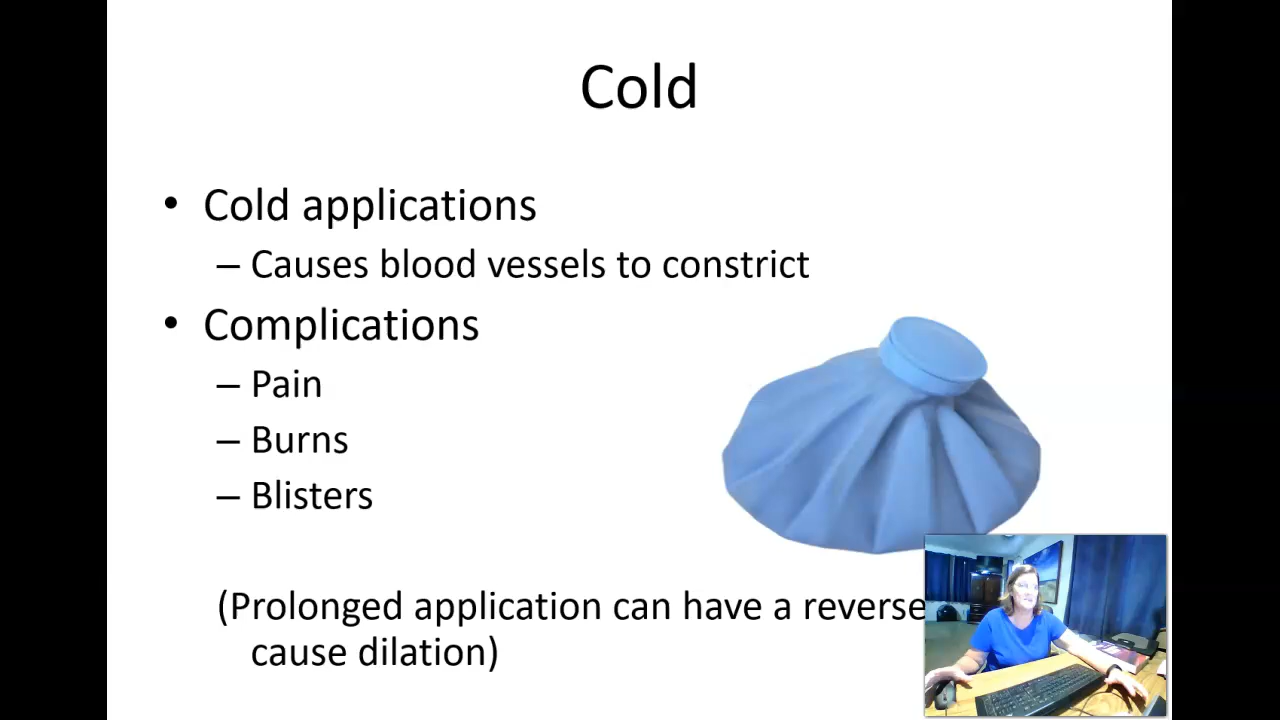 Cold
• Cold applications
– Causes blood vessels to constrict
• Complications
– Pain
– Burns
– Blisters
(Prolonged application can have a reverse
cause dilation)